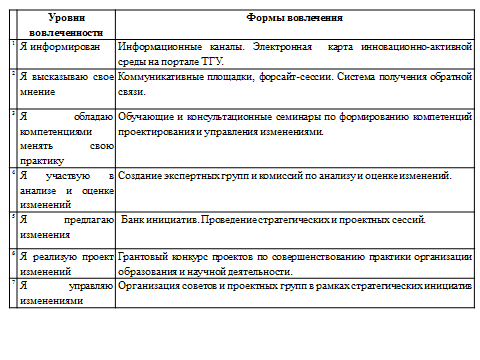 Уровни вовлеченности Формы вовлечения
1 Я информирован Информационные каналы. Электронная карта инновационно-активной
среды на портале ТГУ.
2 Я высказываю свое Коммуникативные площадки, форсайт-сессии. Система получения обратной
мнение связи.
3 Я обладаю Обучающие и консультационные семинары по формированию компетенций
компетенциями проектирования и управления изменениями.
менять свою
практику
4 Я участвую в Создание экспертных групп и комиссий по анализу и оценке изменений.
анализе и оценке
изменений
5 Я предлагаю Банк инициатив. Проведение стратегических и проектных сессий.
изменения
6 Я реализую проект Грантовый конкурс проектов по совершенствованию практики организации
изменений образования и научной деятельности.
7 Я управляю Организация советов и проектных групп в рамках стратегических инициатив
изменениями